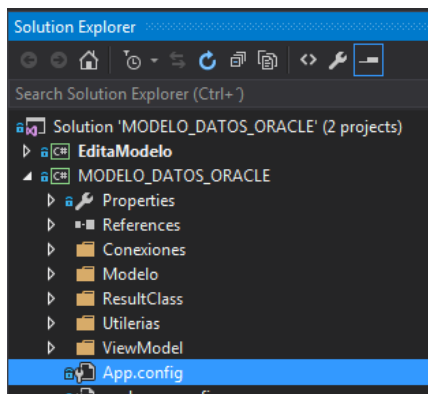 Solution Explorer
Search Solution Explorer (Ctrl+´)
Solution 'MODELO_DATOS_ORACLE' (2 projects)
C# EditaModelo
C# MODELO_DATOS_ORACLE
Properties
References
Conexiones
Modelo
ResultClass
Utilerias
ViewModel
App.config